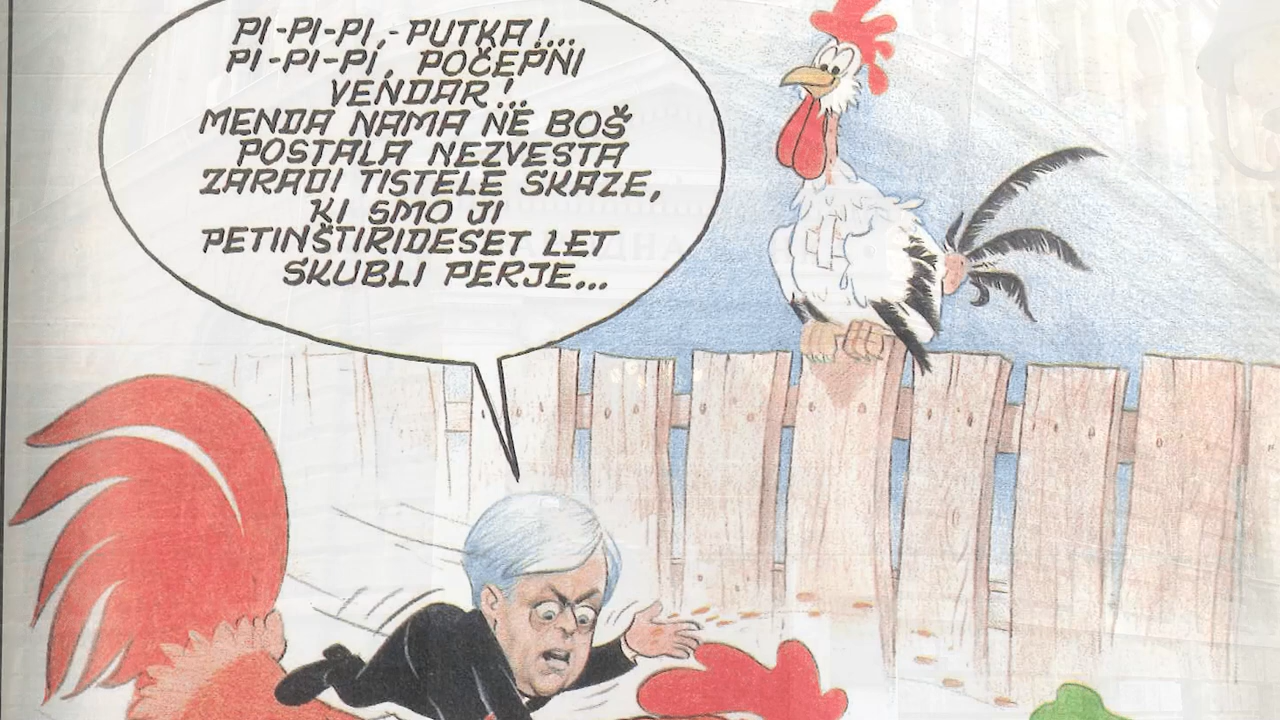 PI-PI-PI,-PUTKA!...
PI-PI-PI, POČEPNI
VENDAR!..
MENDA NAMA NE BOŠ
POSTALA NEZVESTA
ZARADI TISTELE SKAZE,
KI SMO JI
PETINŠTIRIDESET LET
SKUBLI PERJE...